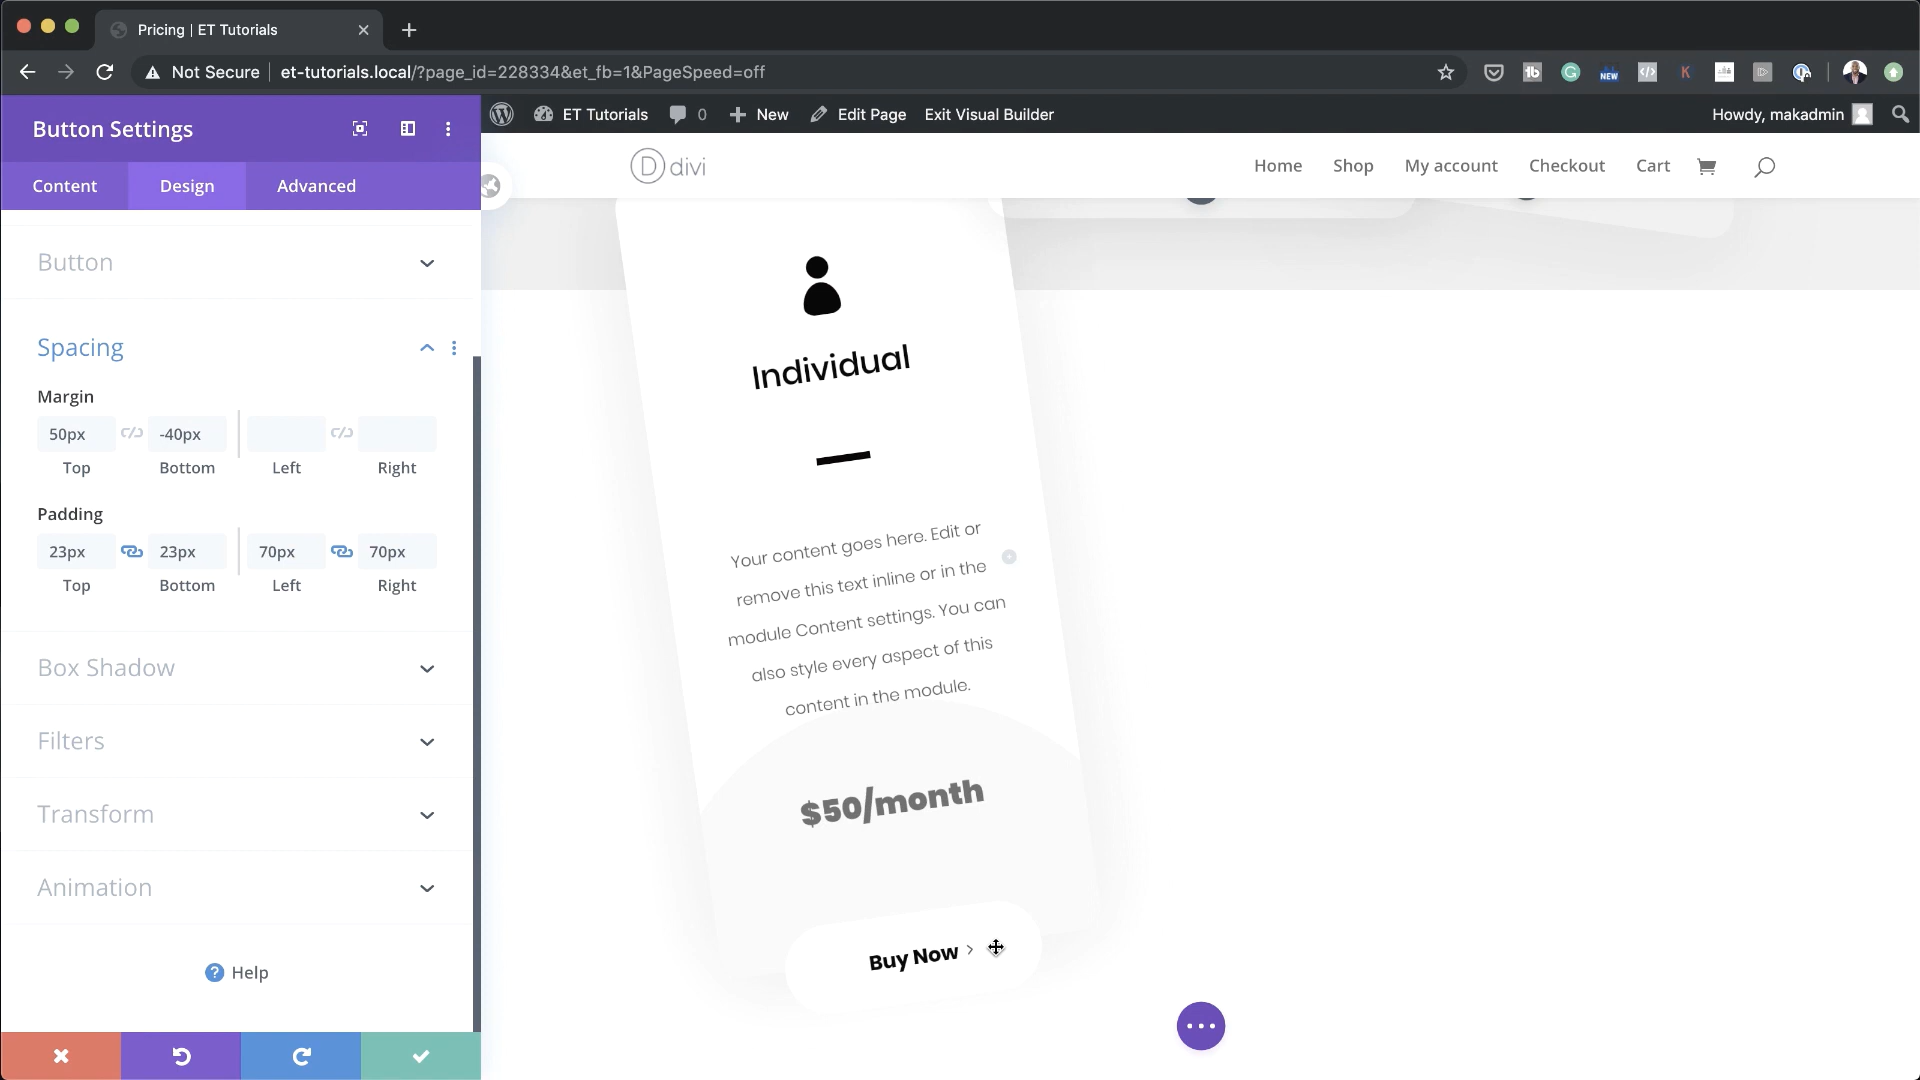 Pricing | ET Tutorials
Not Secure
et-tutorials.local/?page_id=228334&et_fb=1&PageSpeed=off
tb
NEW
K
Button Settings
ET Tutorials
0
New
Edit Page
Exit Visual Builder
Howdy, makadmin
Content
Design
Advanced
D divi
Home
Shop
My account
Checkout
Cart
Button
Spacing
Margin
50px
-40px
Top
Bottom
Left
Right
Padding
23px
23px
70px
70px
Top
Bottom
Left
Right
Box Shadow
Filters
Transform
Animation
Help
Individual
Your content goes here. Edit or
remove this text inline or in the
module Content settings. You can
also style every aspect of this
content in the module.
$50/month
Buy Now